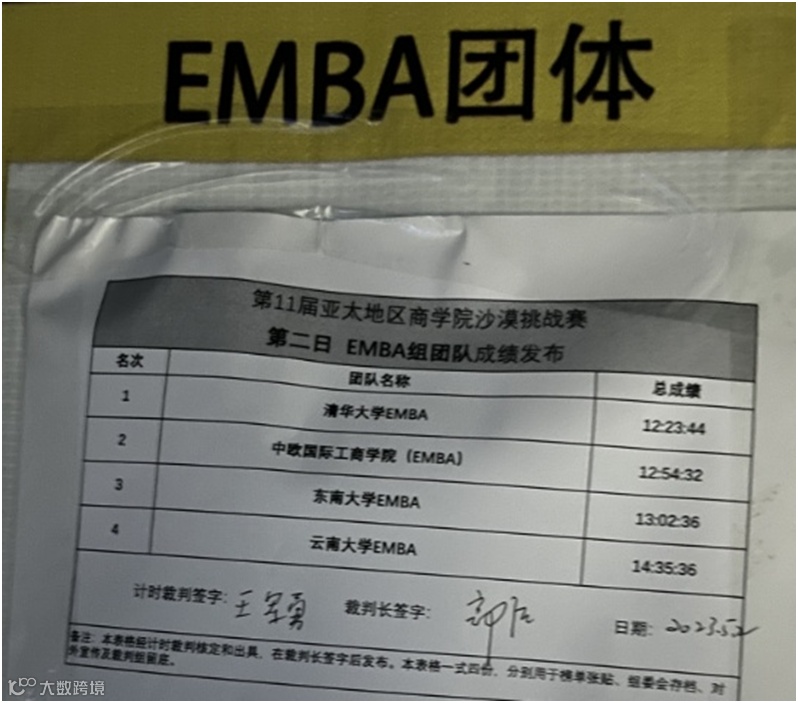 EMBA团体
第11届亚太地区商学院沙漠挑战赛
第二日 EMBA组团队成绩发布
名次 团队名称 总成绩
1 清华大学EMBA 12:23:44
2 中欧国际工商学院（EMBA） 12:54:32
3 东南大学EMBA 13:02:36
4 云南大学EMBA 14:35:36
计时裁判签字: 王军勇 裁判长签字: 日期: 2023.5.2
备注：本表格经计时裁判核定和出具，在裁判长签字后发布。本表格一式四份，分别用于榜单张贴、组委会存档、对
外宣传及裁判组留底。
大数跨境